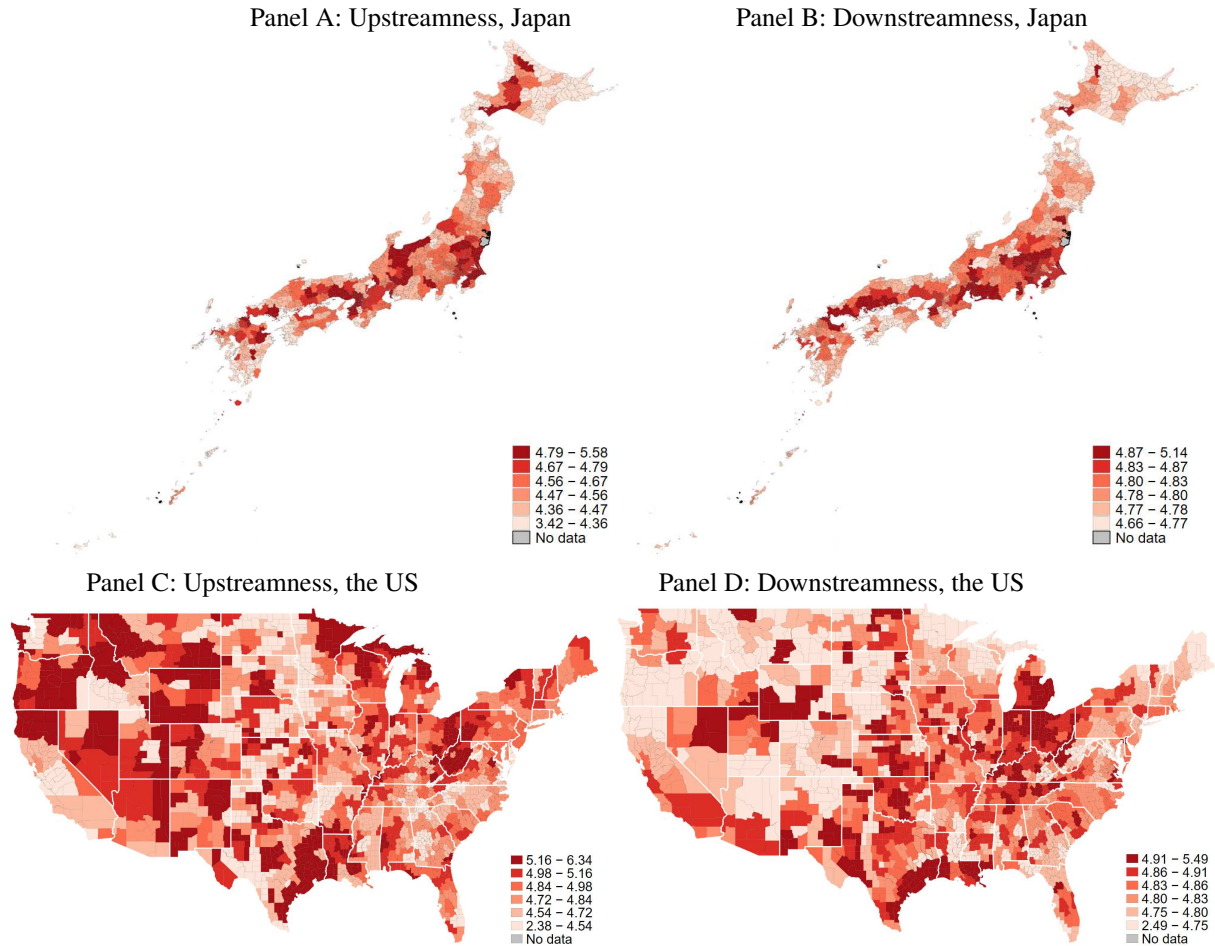 Panel A: Upstreamness, Japan
Panel B: Downstreamness, Japan
4.79 − 5.58
4.67 − 4.79
4.56 − 4.67
4.47 − 4.56
4.36 − 4.47
3.42 − 4.36
No data
4.87 − 5.14
4.83 − 4.87
4.80 − 4.83
4.78 − 4.80
4.77 − 4.78
4.66 − 4.77
No data
Panel C: Upstreamness, the US
Panel D: Downstreamness, the US
5.16 − 6.34
4.98 − 5.16
4.84 − 4.98
4.72 − 4.84
4.54 − 4.72
2.38 − 4.54
No data
4.91 − 5.49
4.86 − 4.91
4.83 − 4.86
4.80 − 4.83
4.75 − 4.80
2.49 − 4.75
No data